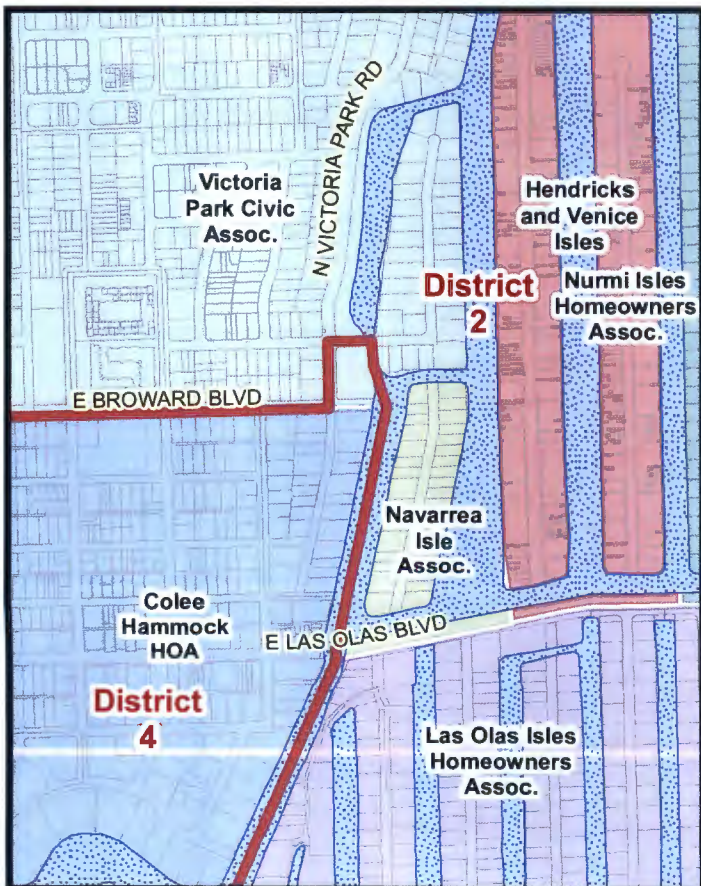 N VICTORIA PARK RD
Victoria
Park Civic
Assoc.
Hendricks
and Venice
Isles
District
2
Nurmi Isles
Homeowners
Assoc.
E BROWARD BLVD
Navarrea
Isle
Assoc.
Colee
Hammock
HOA
E LAS OLAS BLVD
District
4
Las Olas Isles
Homeowners
Assoc.